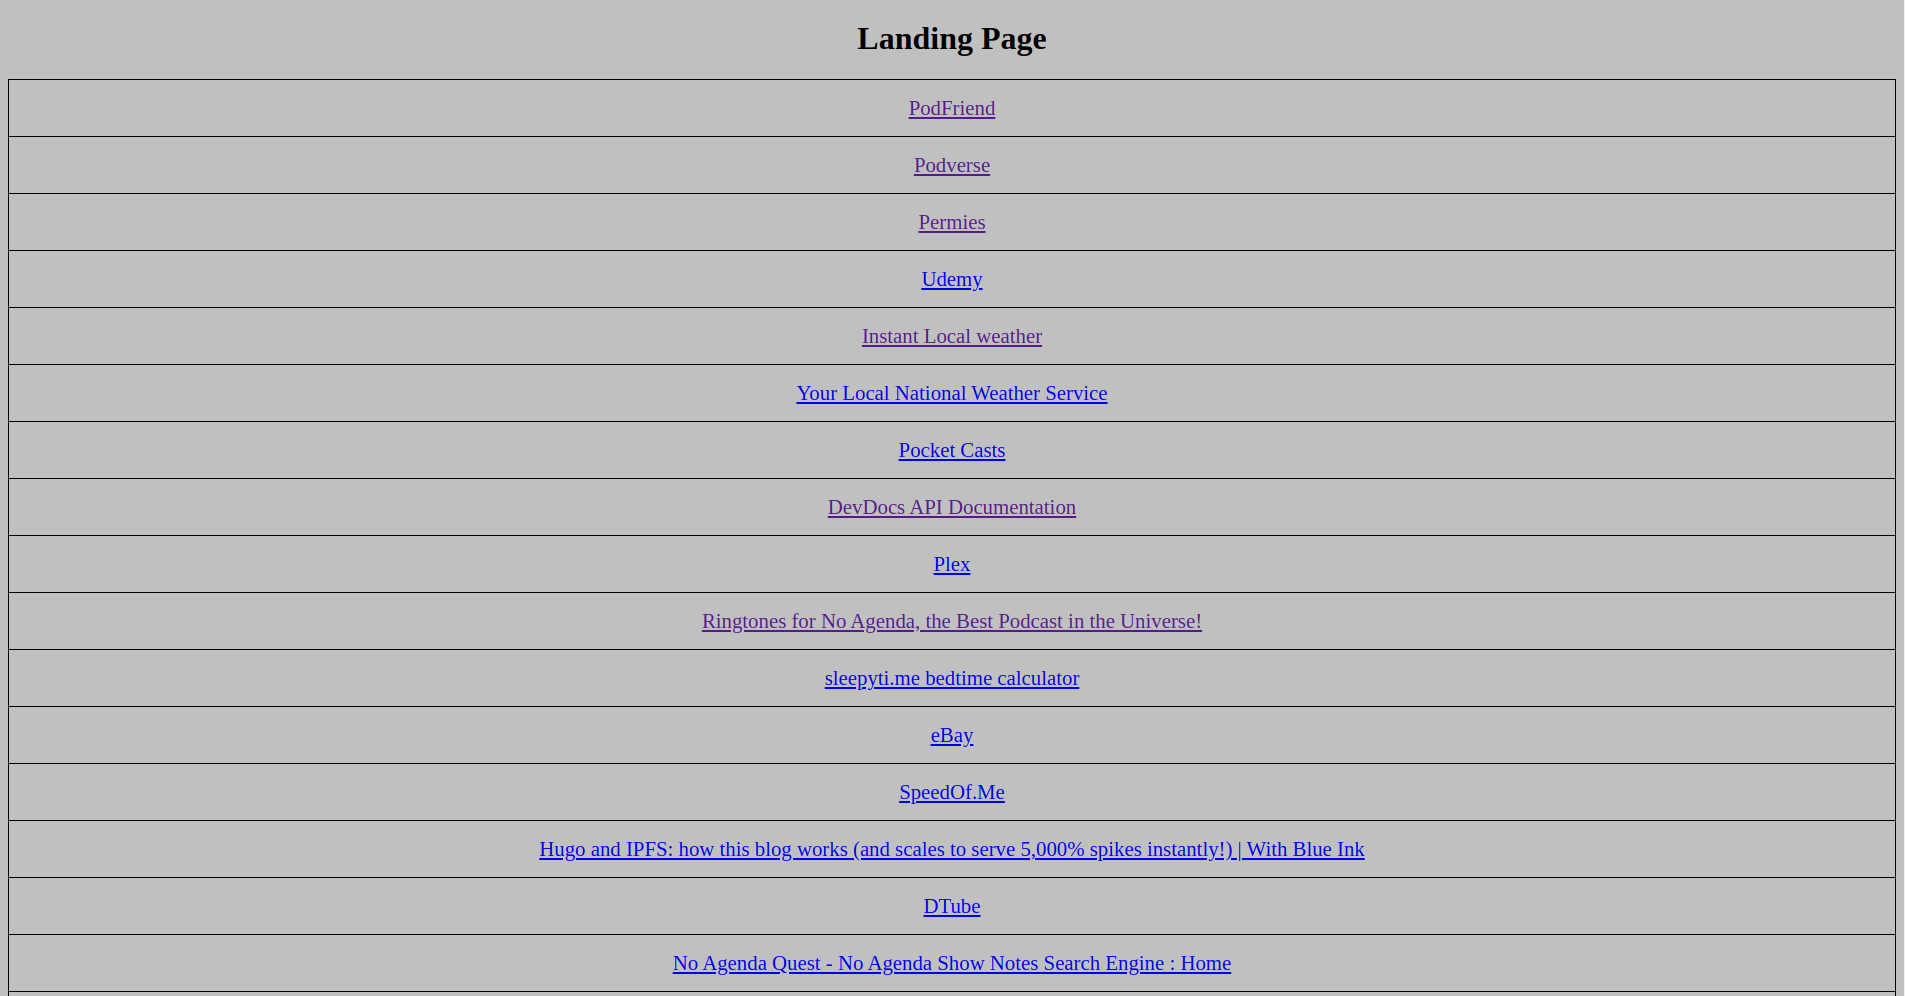 Landing Page
PodFriend
Podverse
Permies
Udemy
Instant Local weather
Your Local National Weather Service
Pocket Casts
DevDocs API Documentation
Plex
Ringtones for No Agenda, the Best Podcast in the Universe!
sleepyti.me bedtime calculator
eBay
SpeedOf.Me
Hugo and IPFS: how this blog works (and scales to serve 5,000% spikes instantly!) | With Blue Ink
DTube
No Agenda Quest - No Agenda Show Notes Search Engine : Home